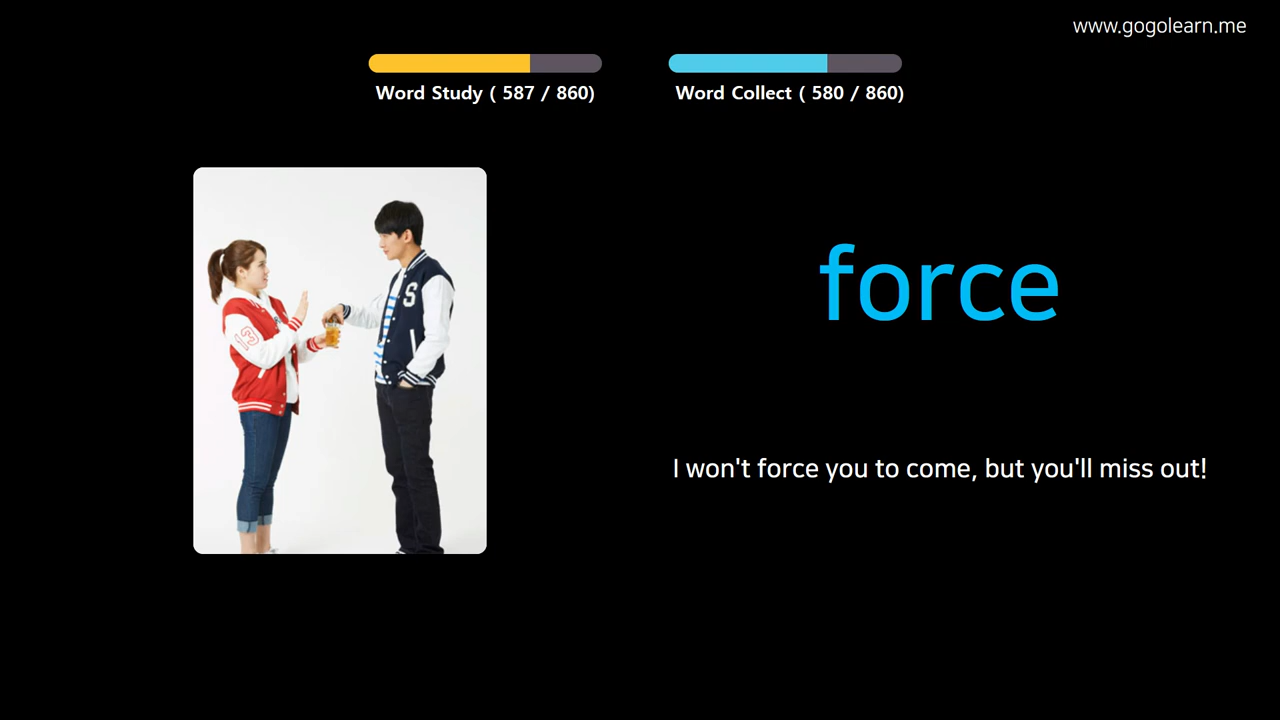 www.gogolearn.me
Word Study ( 587 / 860)
Word Collect ( 580 / 860)
S
13
force
I won't force you to come, but you'll miss out!